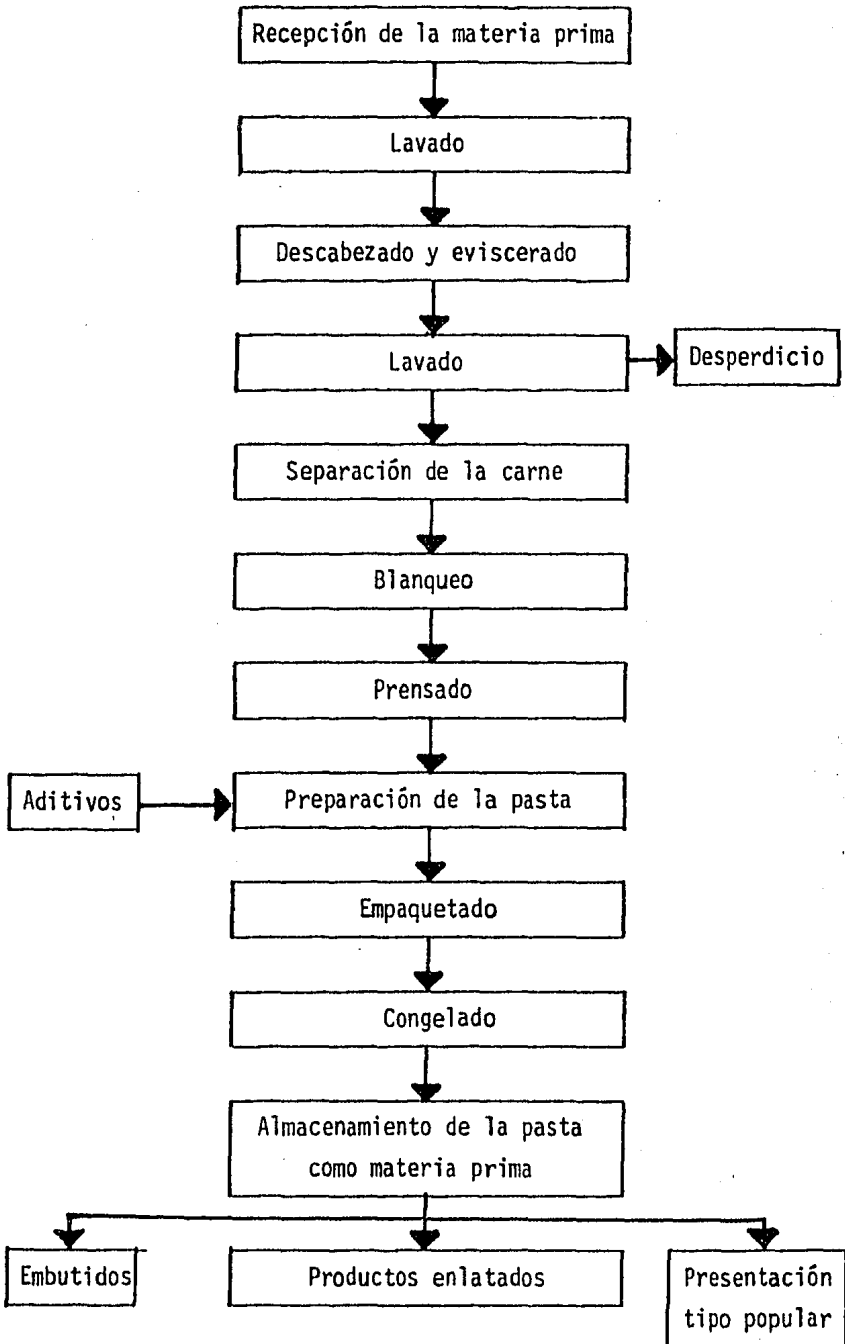 Recepción de la materia prima
Lavado
Descabezado y eviscerado
Lavado
Desperdicio
Separación de la carne
Blanqueo
Prensado
Aditivos
Preparación de la pasta
Empaquetado
Congelado
Almacenamiento de la pasta
como materia prima
Embutidos
Productos enlatados
Presentación
tipo popular